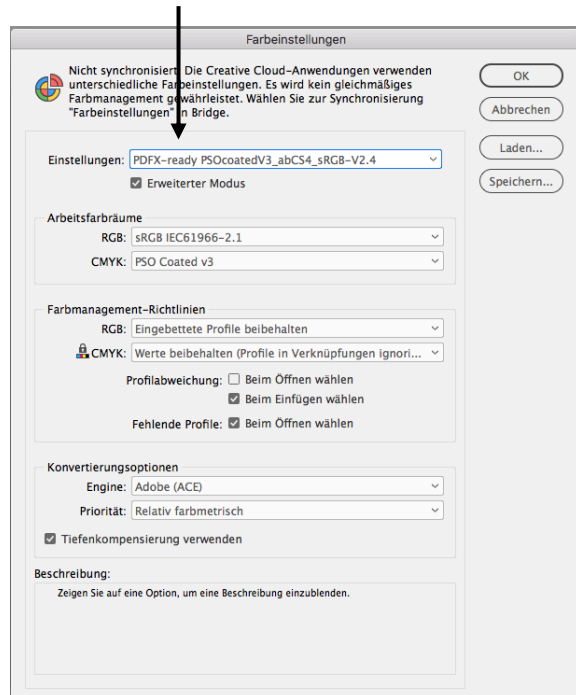 Farbeinstellungen
Nicht synchronisiert: Die Creative Cloud-Anwendungen verwenden
unterschiedliche Farbeinstellungen. Es wird kein gleichmäßiges
Farbmanagement gewährleistet. Wählen Sie zur Synchronisierung
"Farbeinstellungen" in Bridge.
OK
Abbrechen
Laden...
Speichern...
Einstellungen: PDFX-ready PSOcoatedV3_abCS4_sRGB-V2.4
Erweiterter Modus
Arbeitsfarbräume
RGB: sRGB IEC61966-2.1
CMYK: PSO Coated v3
Farbmanagement-Richtlinien
RGB: Eingebettete Profile beibehalten
CMYK: Werte beibehalten (Profile in Verknüpfungen ignori...
Profilabweichung: Beim Öffnen wählen
Beim Einfügen wählen
Fehlende Profile: Beim Öffnen wählen
Konvertierungsoptionen
Engine: Adobe (ACE)
Priorität: Relativ farbmetrisch
Tiefenkompensierung verwenden
Beschreibung:
Zeigen Sie auf eine Option, um eine Beschreibung einzublenden.